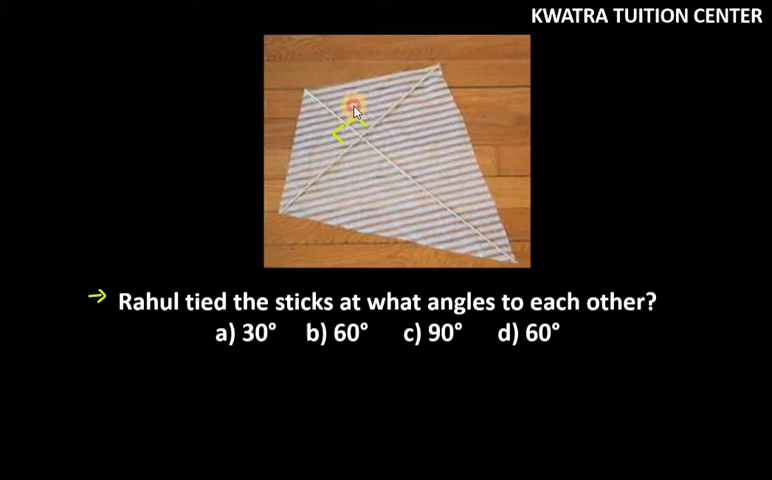 KWATRA TUITION CENTER
Rahul tied the sticks at what angles to each other?
a) 30° b) 60° c) 90° d) 60°